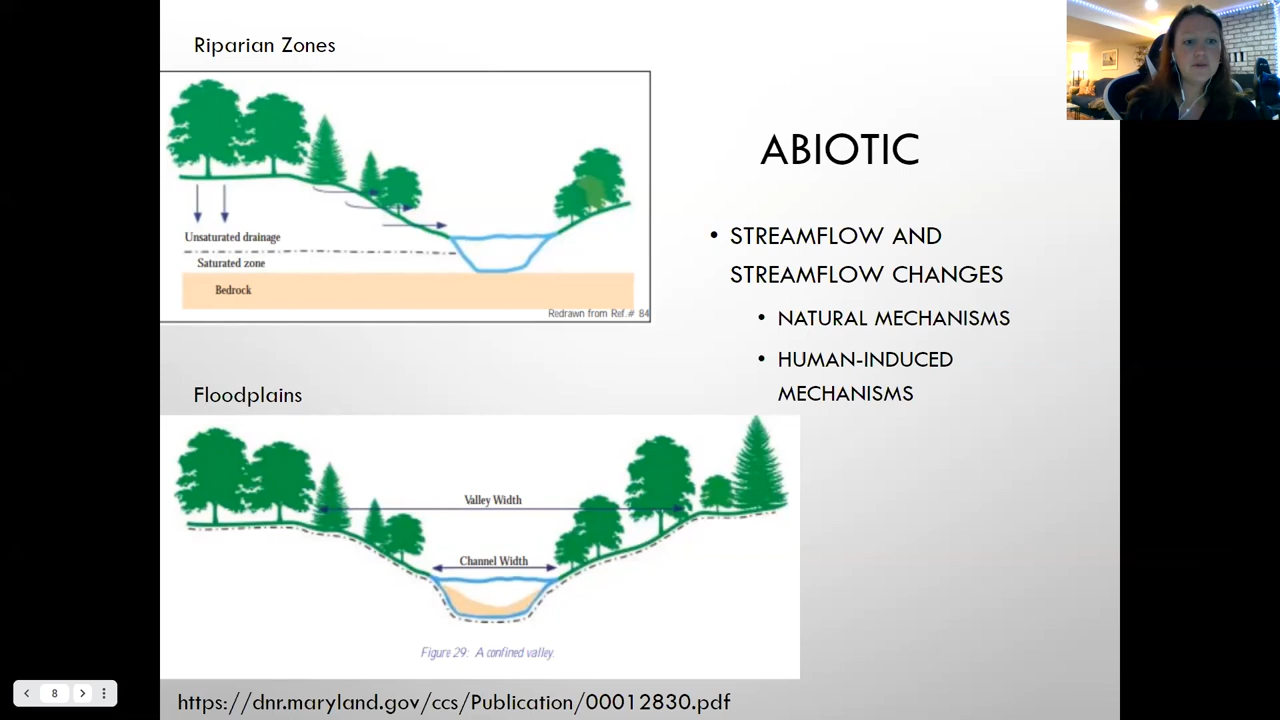 Riparian Zones
Unsaturated drainage
Saturated zone
Bedrock
Redrawn from Ref.# 84
ABIOTIC
• STREAMFLOW AND
STREAMFLOW CHANGES
• NATURAL MECHANISMS
• HUMAN-INDUCED
MECHANISMS
Floodplains
Valley Width
Channel Width
Figure 29: A confined valley.
8
https://dnr.maryland.gov/ccs/Publication/00012830.pdf